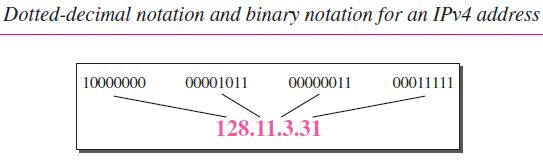 Dotted-decimal notation and binary notation for an IPv4 address
10000000 00001011 00000011 00011111
128.11.3.31